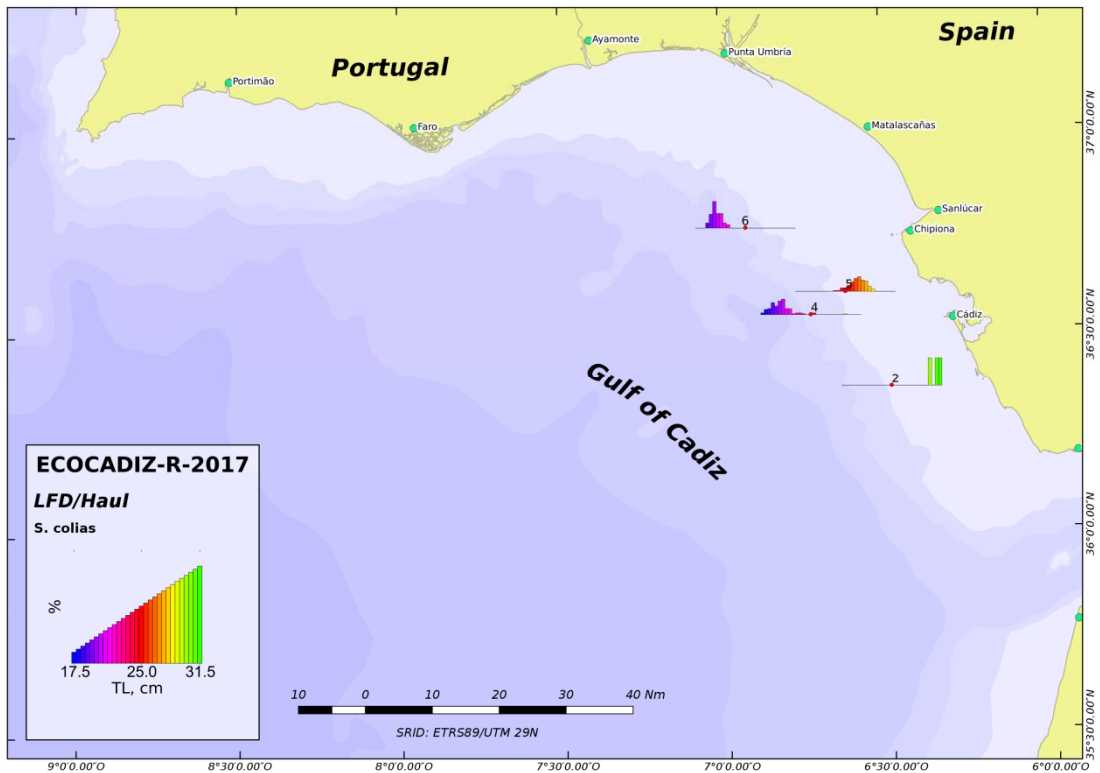 Spain
Portugal
Ayamonte
Punta Umbría
Portimão
Faro
Matalascañas
37°0'0.00"N
Sanlúcar
Chipiona
6
5
4
Cádiz
36°30'0.00"N
2
Gulf of Cadiz
ECOCADIZ-R-2017
LFD/Haul
S. colias
%
17.5 25.0 31.5
TL, cm
36°0'0.00"N
10 0 10 20 30 40 Nm
SRID: ETRS89/UTM 29N
35°30'0.00"N
9°0'0.00"O 8°30'0.00"O 8°0'0.00"O 7°30'0.00"O 7°0'0.00"O 6°30'0.00"O 6°0'0.00"O